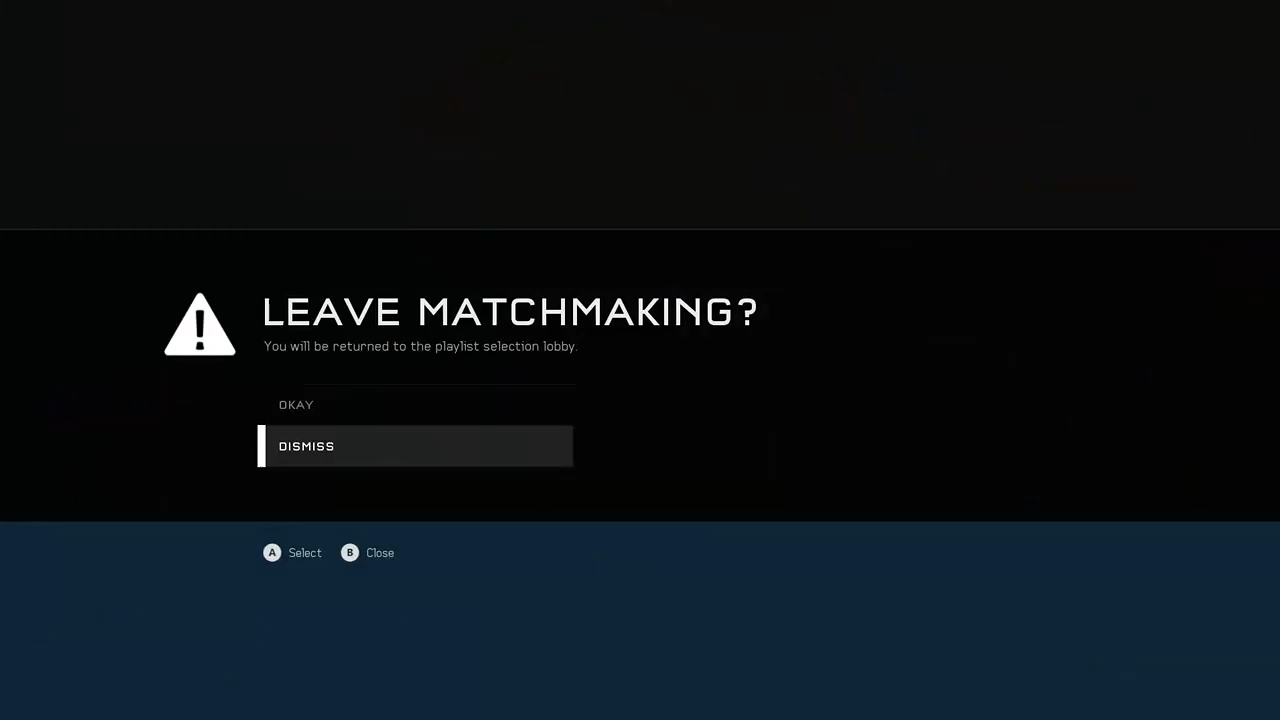 LEAVE MATCHMAKING?
You will be returned to the playlist selection lobby.
OKAY
DISMISS
A Select B Close